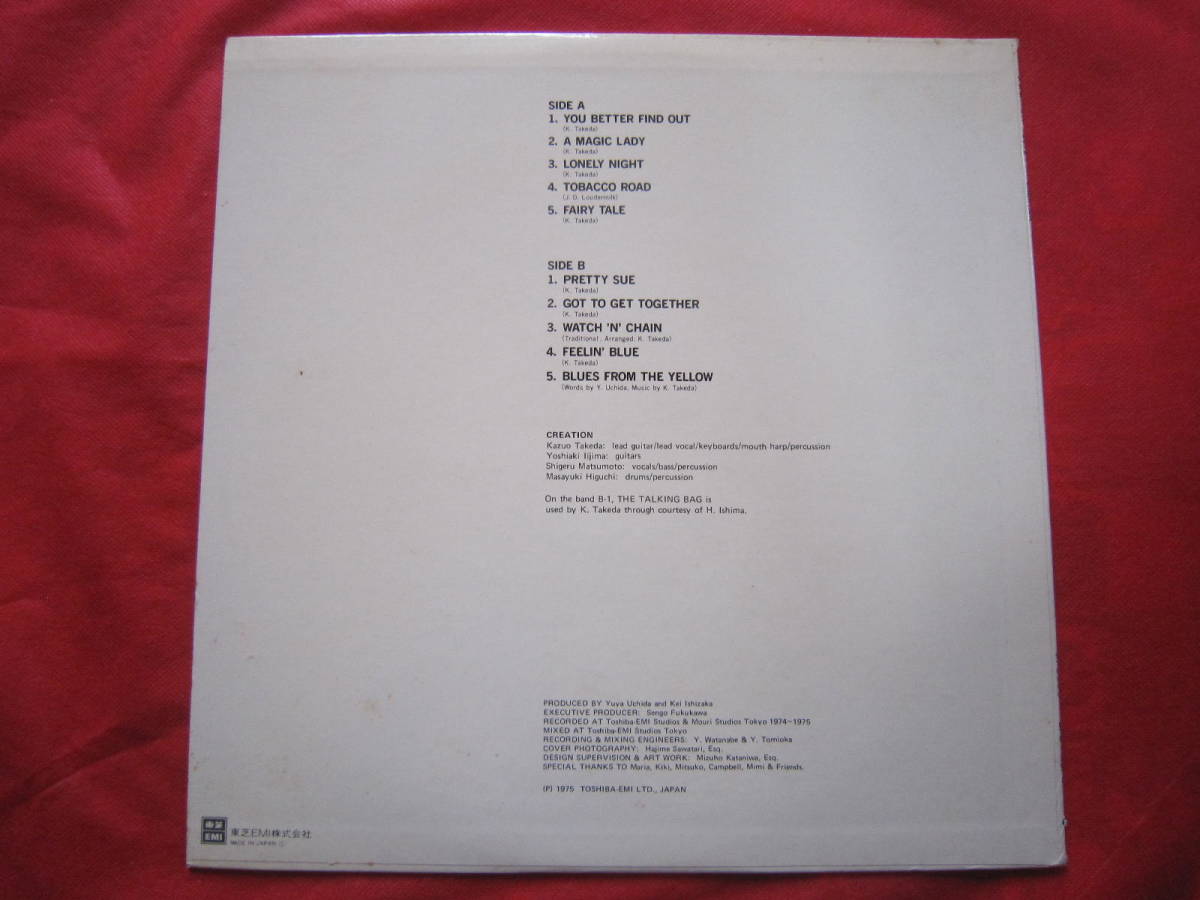 SIDE A
1. YOU BETTER FIND OUT
(K. Takeda)
2. A MAGIC LADY
(K. Takeda)
3. LONELY NIGHT
(K. Takeda)
4. TOBACCO ROAD
(J. D. Loudermilk)
5. FAIRY TALE
(K. Takeda)
SIDE B
1. PRETTY SUE
(K. Takeda)
2. GOT TO GET TOGETHER
(K. Takeda)
3. WATCH 'N' CHAIN
(Traditional, Arranged: K. Takeda)
4. FEELIN' BLUE
(K. Takeda)
5. BLUES FROM THE YELLOW
(Words by Y. Uchida, Music by K. Takeda)
CREATION
Kazuo Takeda: lead guitar/lead vocal/keyboards/mouth harp/percussion
Yoshiaki Iijima: guitars
Shigeru Matsumoto: vocals/bass/percussion
Masayuki Higuchi: drums/percussion
On the band B-1, THE TALKING BAG is
used by K. Takeda through courtesy of H. Ishima.
PRODUCED BY Yuya Uchida and Kei Ishizaka
EXECUTIVE PRODUCER: Sengo Fukukawa
RECORDED AT Toshiba-EMI Studios & Mouri Studios Tokyo 1974~1975
MIXED AT Toshiba-EMI Studios Tokyo
RECORDING & MIXING ENGINEERS: Y. Watanabe & Y. Tomioka
COVER PHOTOGRAPHY: Hajime Sawatari, Esq.
DESIGN SUPERVISION & ART WORK: Mizuho Kataniwa, Esq.
SPECIAL THANKS TO Maria, Kiki, Mitsuko, Campbell, Mimi & Friends.
(P) 1975 TOSHIBA-EMI LTD., JAPAN
東芝
EMI
東芝EMI株式会社
MADE IN JAPAN